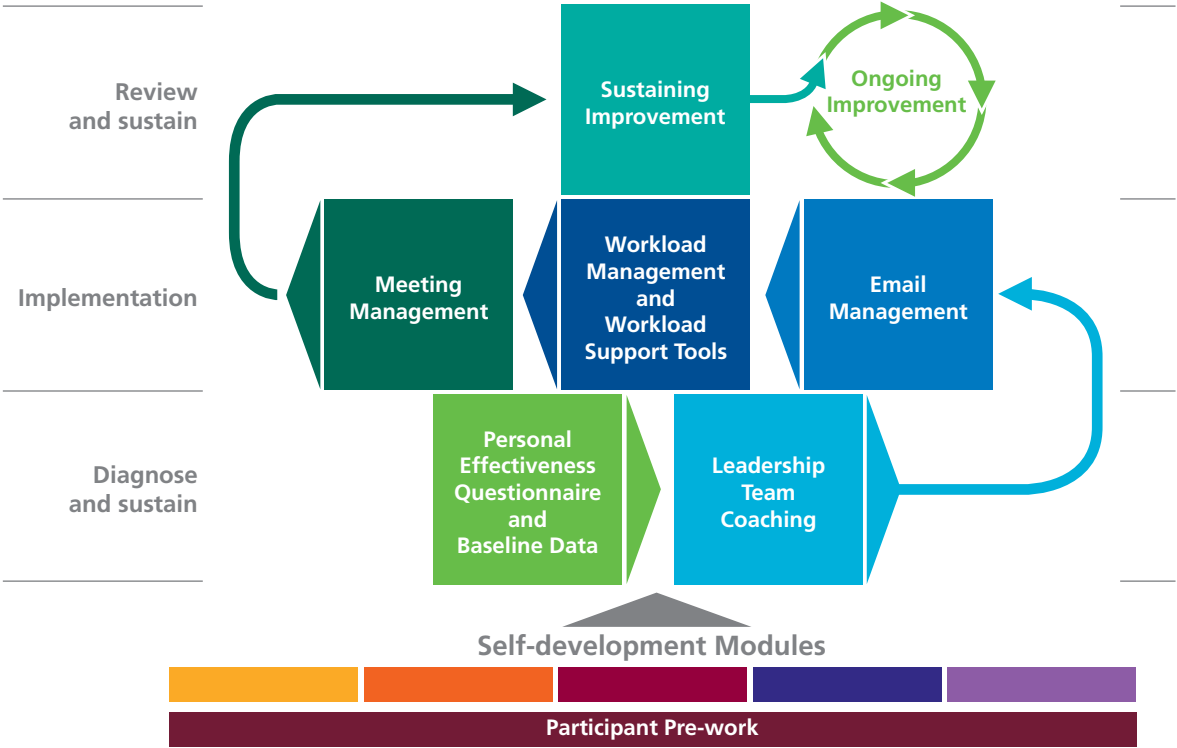 Review
and sustain
Sustaining
Improvement
Ongoing
Improvement
Implementation
Meeting
Management
Workload
Management
and
Workload
Support Tools
Email
Management
Diagnose
and sustain
Personal
Effectiveness
Questionnaire
and
Baseline Data
Leadership
Team
Coaching
Self-development Modules
Participant Pre-work